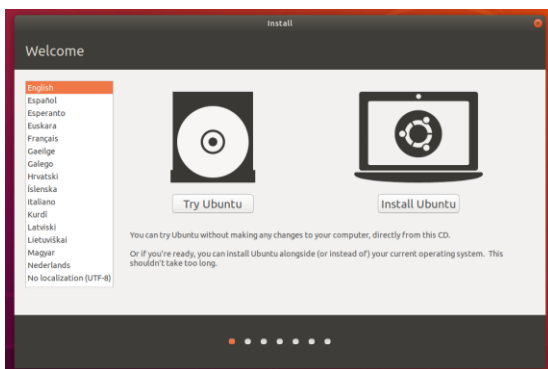 Install
Welcome
English
Español
Esperanto
Euskara
Français
Gaeilge
Galego
Hrvatski
Íslenska
Italiano
Kurdî
Latviski
Lietuviškai
Magyar
Nederlands
No localization (UTF-8)
Try Ubuntu
Install Ubuntu
You can try Ubuntu without making any changes to your computer, directly from this CD.
Or if you're ready, you can install Ubuntu alongside (or instead of) your current operating system. This
shouldn't take too long.